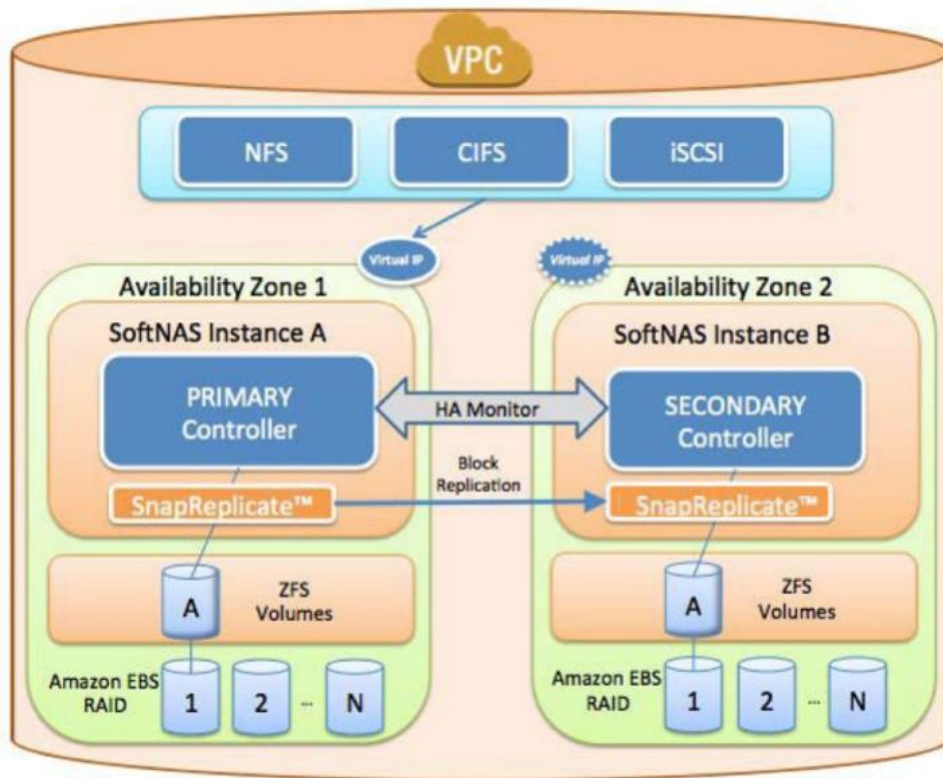 VPC
NFS
CIFS
iSCSI
Virtual IP
Virtual IP
Availability Zone 1
SoftNAS Instance A
PRIMARY
Controller
SnapReplicate™
HA Monitor
Block
Replication
Availability Zone 2
SoftNAS Instance B
SECONDARY
Controller
SnapReplicate™
A
ZFS
Volumes
Amazon EBS
RAID
1
2
...
N
A
ZFS
Volumes
Amazon EBS
RAID
1
2
...
N